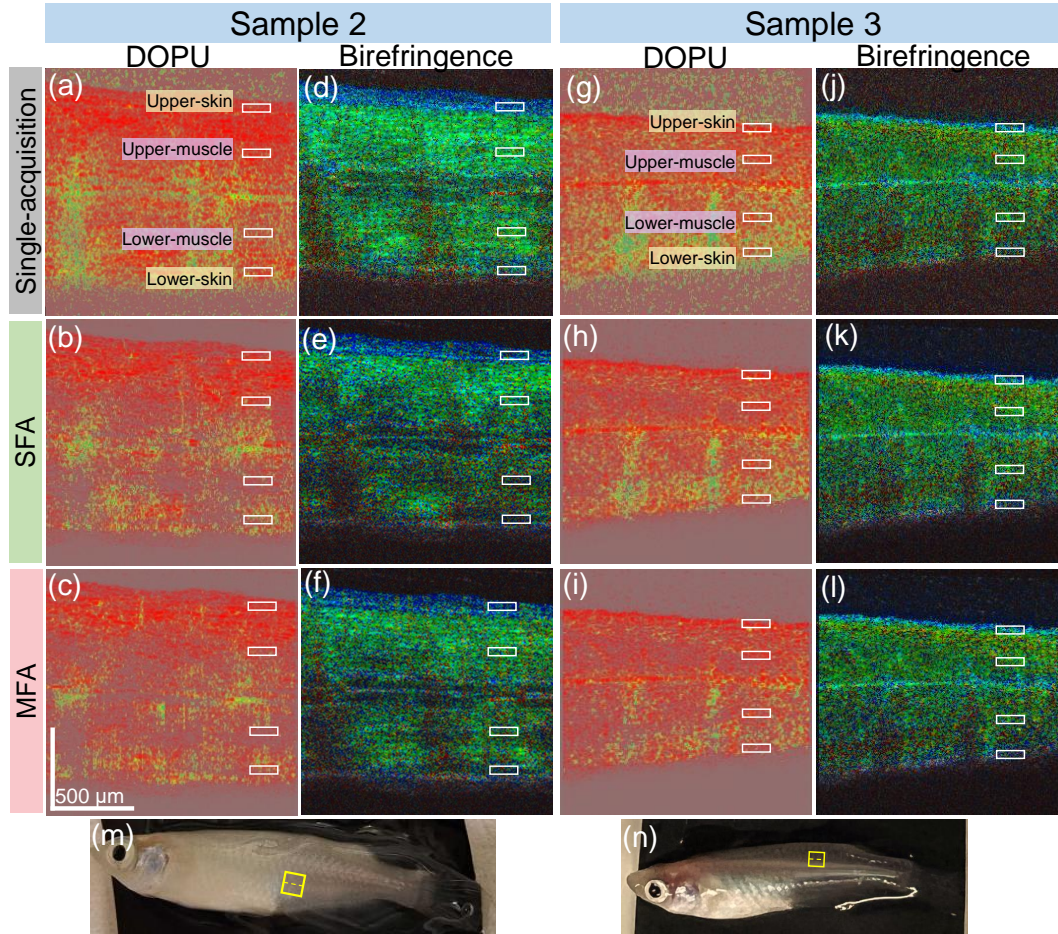 Sample 2
Sample 3
DOPU
Birefringence
DOPU
Birefringence
Single-acquisition
(a)
Upper-skin
Upper-muscle
Lower-muscle
Lower-skin
(d)
(g)
Upper-skin
Upper-muscle
Lower-muscle
Lower-skin
(j)
SFA
(b)
(e)
(h)
(k)
MFA
(c)
500 µm
(f)
(i)
(l)
(m)
(n)